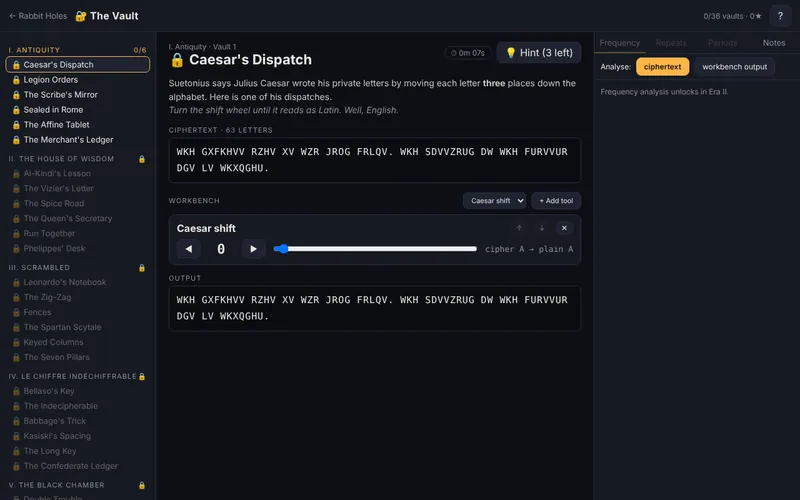 ← Rabbit Holes
🔐 The Vault
0/36 vaults · 0★
?
I. ANTIQUITY 0/6
🔒 Caesar's Dispatch
🔒 Legion Orders
🔒 The Scribe's Mirror
🔒 Sealed in Rome
🔒 The Affine Tablet
🔒 The Merchant's Ledger
II. THE HOUSE OF WISDOM 🔒
🔒 Al-Kindi's Lesson
🔒 The Vizier's Letter
🔒 The Spice Road
🔒 The Queen's Secretary
🔒 Run Together
🔒 Phelippes' Desk
III. SCRAMBLED 🔒
🔒 Leonardo's Notebook
🔒 The Zig-Zag
🔒 Fences
🔒 The Spartan Scytale
🔒 Keyed Columns
🔒 The Seven Pillars
IV. LE CHIFFRE INDÉCHIFFRABLE 🔒
🔒 Bellaso's Key
🔒 The Indecipherable
🔒 Babbage's Trick
🔒 Kasiski's Spacing
🔒 The Long Key
🔒 The Confederate Ledger
V. THE BLACK CHAMBER 🔒
🔒 Double Trouble
I. Antiquity · Vault 1
🔒 Caesar's Dispatch
⏱ 0m 07s
💡 Hint (3 left)
Suetonius says Julius Caesar wrote his private letters by moving each letter three places down the
alphabet. Here is one of his dispatches.
Turn the shift wheel until it reads as Latin. Well, English.
CIPHERTEXT · 63 LETTERS
WKH GXFKHVV RZHV XV WZR JROG FRLQV. WKH SDVVZRUG DW WKH FURVVUR
DGV LV WKXQGHU.
WORKBENCH
Caesar shift
+ Add tool
Caesar shift
↑ ↓ ✕
◀ 0 ▶
cipher A → plain A
OUTPUT
WKH GXFKHVV RZHV XV WZR JROG FRLQV. WKH SDVVZRUG DW WKH FURVVUR
DGV LV WKXQGHU.
Frequency Repeats Periods Notes
Analyse: ciphertext workbench output
Frequency analysis unlocks in Era II.